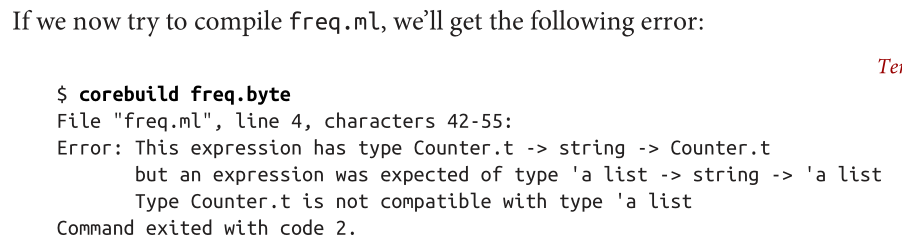 If we now try to compile freq.ml, we’ll get the following error:
$ corebuild freq.byte
File "freq.ml", line 4, characters 42-55:
Error: This expression has type Counter.t -> string -> Counter.t
but an expression was expected of type 'a list -> string -> 'a list
Type Counter.t is not compatible with type 'a list
Command exited with code 2.